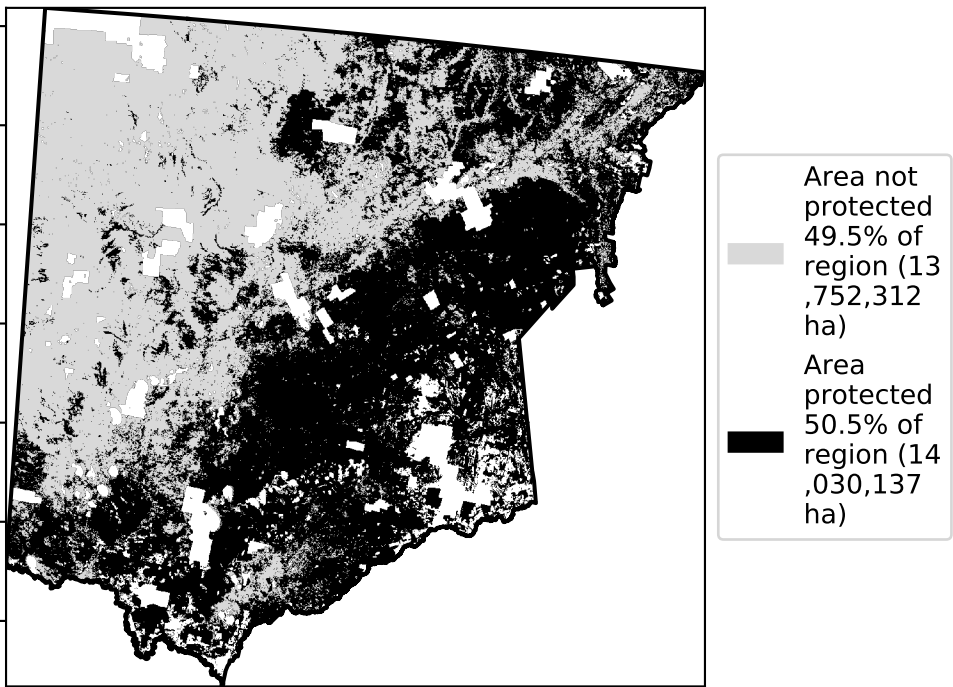 Area not
protected
49.5% of
region (13
,752,312
ha)
Area
protected
50.5% of
region (14
,030,137
ha)